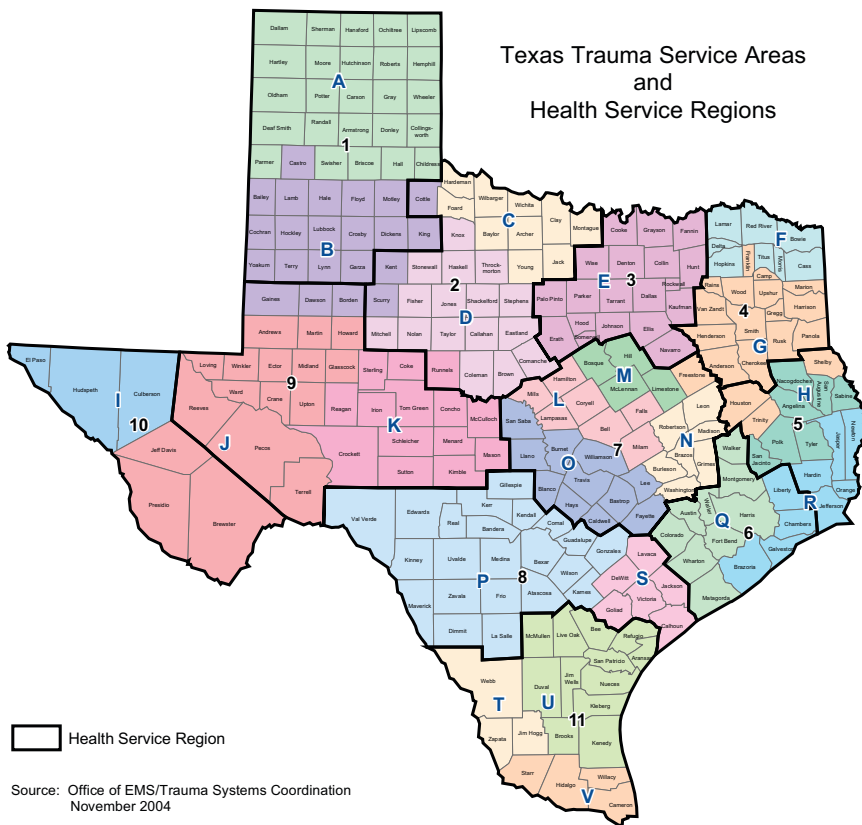 Texas Trauma Service Areas
and
Health Service Regions
Dallam Sherman Hansford Ochiltree Lipscomb
Hartley Moore Hutchinson Roberts Hemphill
A
Oldham Potter Carson Gray Wheeler
Deaf Smith Randall Armstrong Donley Collings-
worth
1
Parmer Castro Swisher Briscoe Hall Childress
Bailey Lamb Hale Floyd Motley Cottle
Cochran Hockley Lubbock Crosby Dickens King
B
Yoakum Terry Lynn Garza Kent
Gaines Dawson Borden Scurry
Hardeman
Foard Wilbarger Wichita Clay Montague
C
Knox Baylor Archer Jack
Stonewall Haskell Throck-
morton Young
2
Fisher Jones Shackelford Stephens
D
Mitchell Nolan Taylor Callahan Eastland
Runnels Coleman Brown Comanche
Cooke Grayson Fannin
Wise Denton Collin Hunt
E 3
Rockwall
Palo Pinto Parker Tarrant Dallas Kaufman
Hood Johnson Ellis
Erath Somervell Navarro
Lamar Red River Bowie
F
Delta Hopkins Franklin Titus Morris Cass
Camp
Rains Wood Upshur Marion
4
Van Zandt Gregg Harrison
Smith
G
Henderson Rusk Panola
Anderson Cherokee
Shelby
Nacogdoches San
Augustine Sabine
H
Houston Angelina
5
Trinity Polk Tyler Jasper Newton
San
Jacinto
Hardin
R
Orange
Jefferson
Liberty
Chambers
Galveston
Brazoria
Walker
Montgomery
Austin Waller Harris
Q
Colorado Fort Bend 6
Wharton
Matagorda
Bosque Hill
M
McLennan Limestone Freestone
Hamilton
L
Mills Coryell Falls Leon
Lampasas Bell Robertson Madison
7 N
San Saba Milam Brazos Grimes
Burnet Williamson Burleson
Llano O
Travis Lee Washington
Blanco Bastrop
Hays Fayette
Caldwell
Andrews Martin Howard
Loving Winkler Ector Midland Glasscock Sterling Coke
9
Ward Crane Upton Reagan Irion Tom Green Concho McCulloch
K
Reeves Schleicher Menard Mason
J
Pecos Crockett Sutton Kimble
Terrell
El Paso
Hudspeth Culberson
I
10
Jeff Davis
Presidio Brewster
Gillespie
Val Verde Edwards Kerr Kendall Comal
Real Bandera Guadalupe Gonzales
Kinney Uvalde Medina Bexar
Wilson
8
P
Maverick Zavala Frio Atascosa Karnes
Dimmit La Salle
Lavaca
S
DeWitt Jackson
Victoria
Goliad Calhoun
McMullen Live Oak Bee Refugio
Aransas
San Patricio
Webb Duval Jim
Wells Nueces
T U
Kleberg
11
Zapata Jim Hogg Brooks Kenedy
Starr Hidalgo Willacy
V
Cameron
Health Service Region
Source: Office of EMS/Trauma Systems Coordination
November 2004